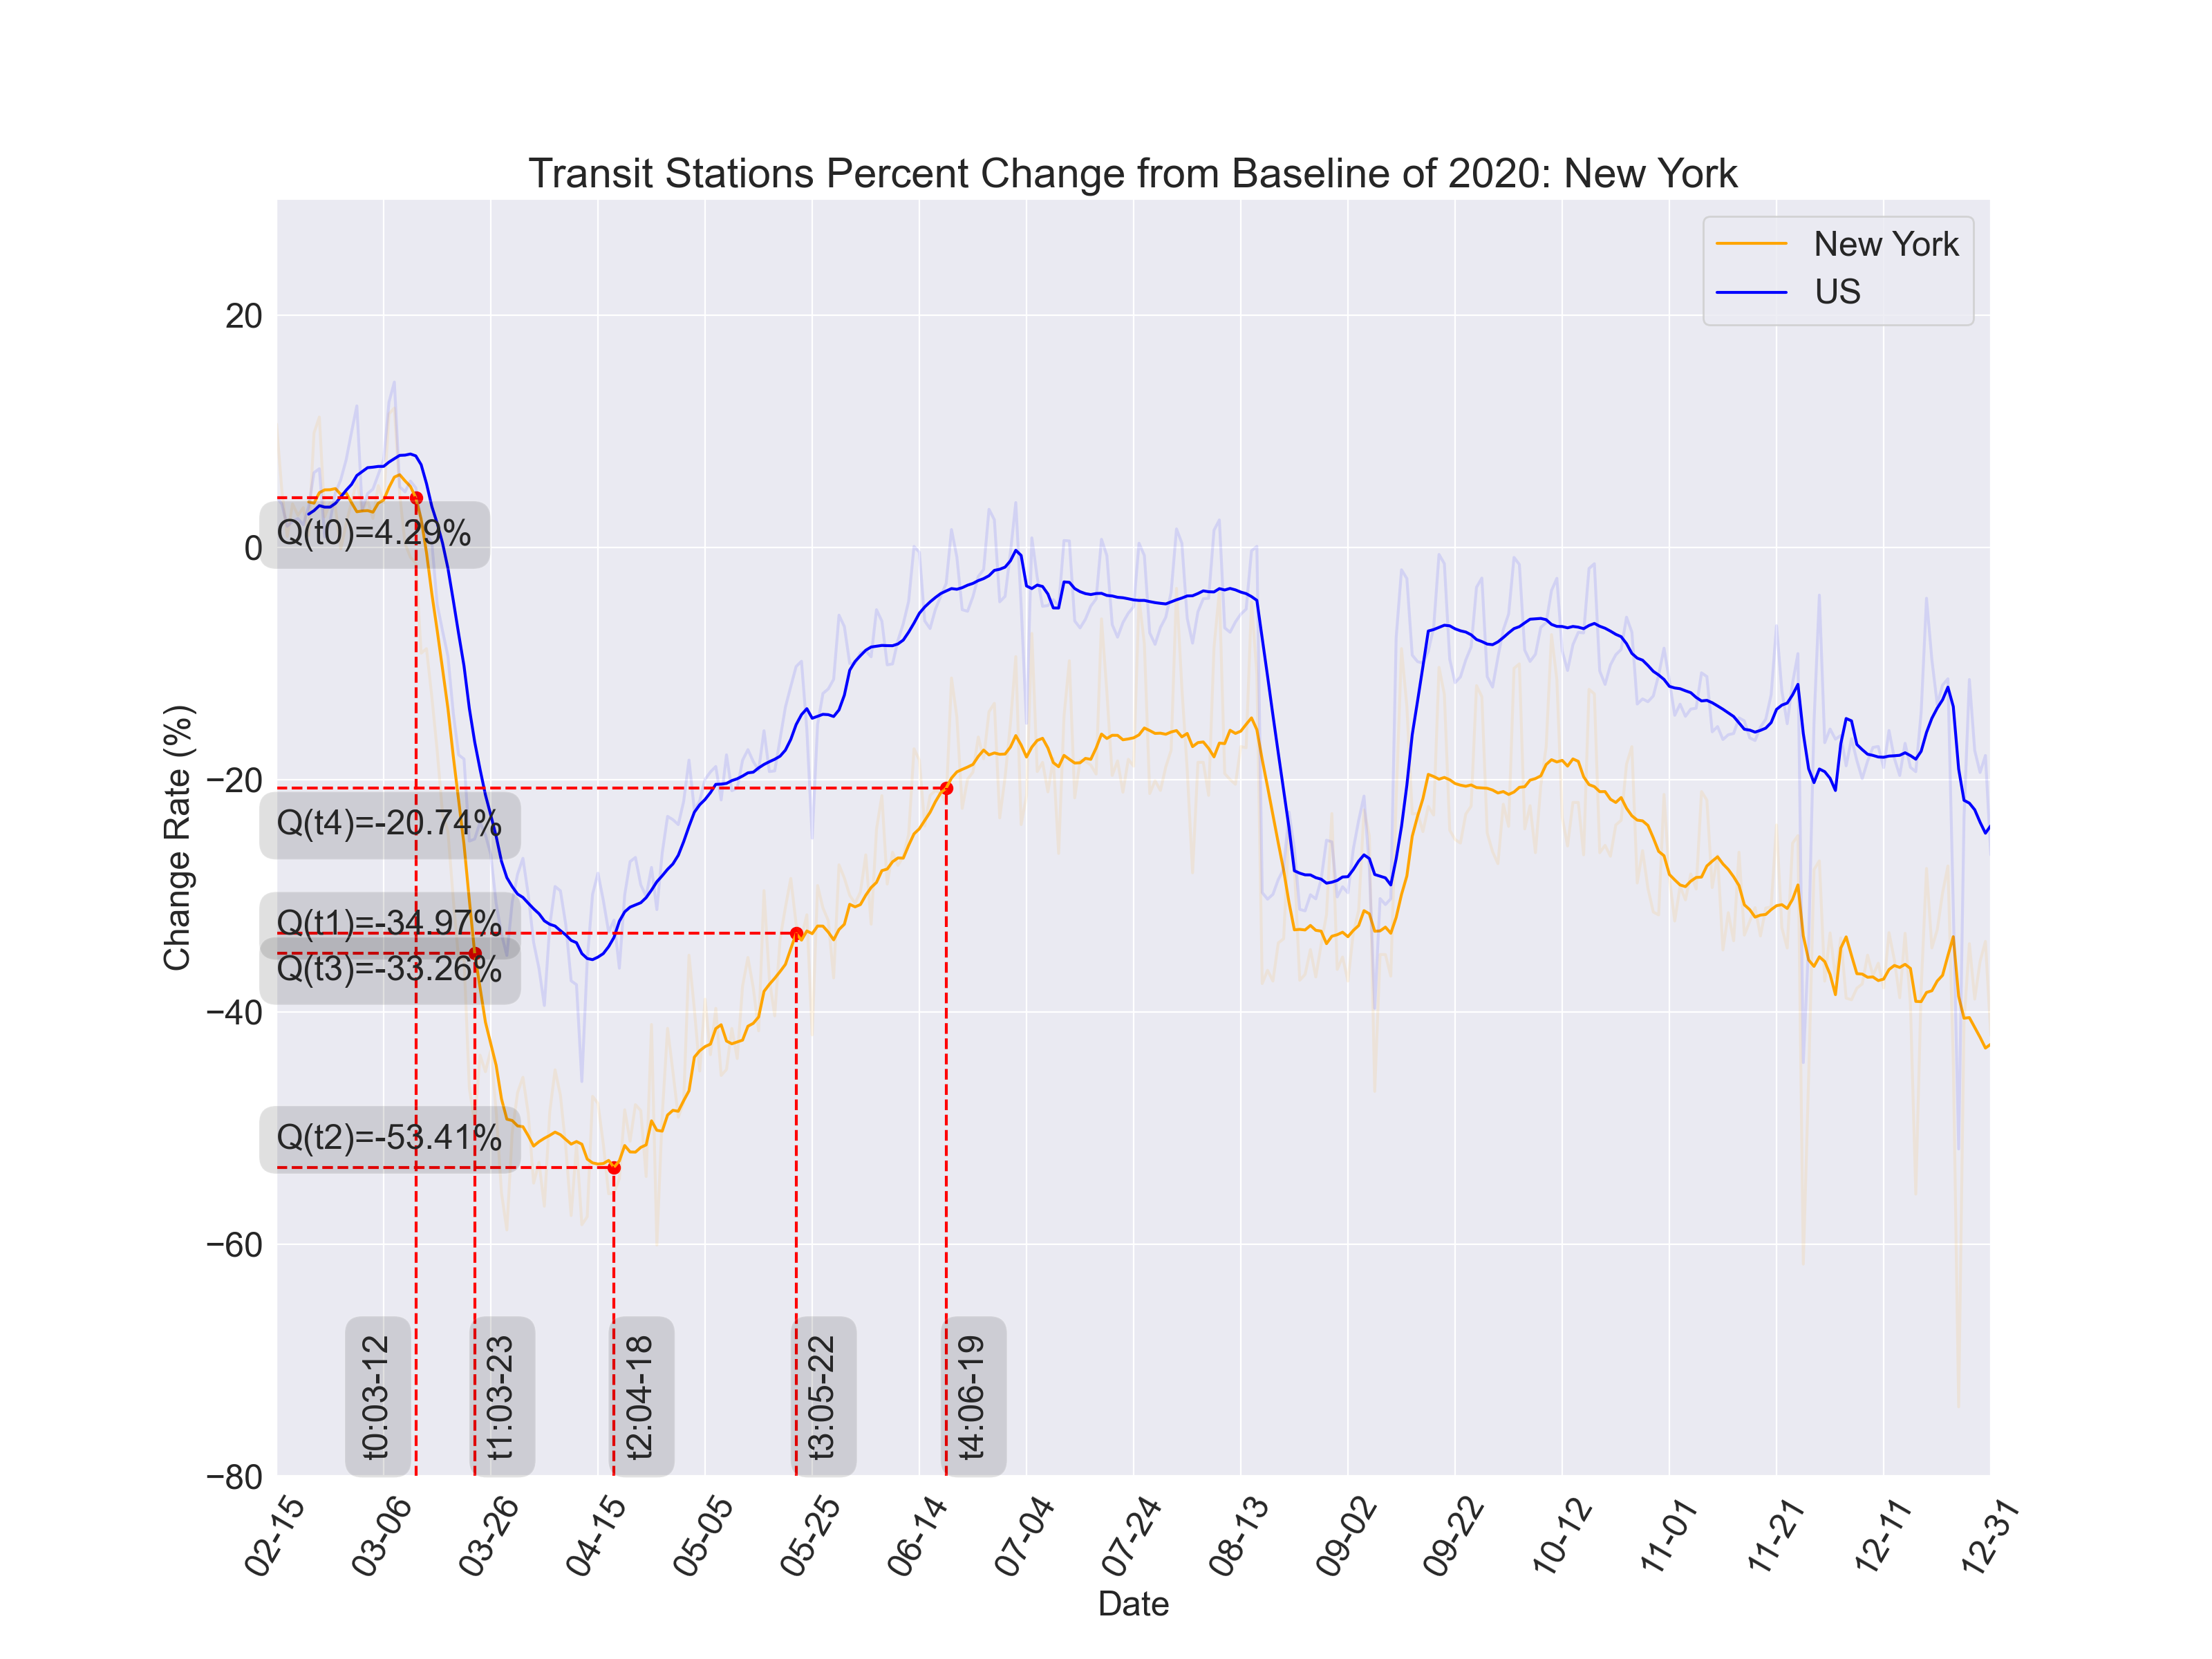 Transit Stations Percent Change from Baseline of 2020: New York
New York
US
Change Rate (%)
20
0
−20
−40
−60
−80
Q(t0)=4.29%
Q(t4)=-20.74%
Q(t1)=-34.97%
Q(t3)=-33.26%
Q(t2)=-53.41%
t0:03-12
t1:03-23
t2:04-18
t3:05-22
t4:06-19
02-15
03-06
03-26
04-15
05-05
05-25
06-14
07-04
07-24
08-13
09-02
09-22
10-12
11-01
11-21
12-11
12-31
Date